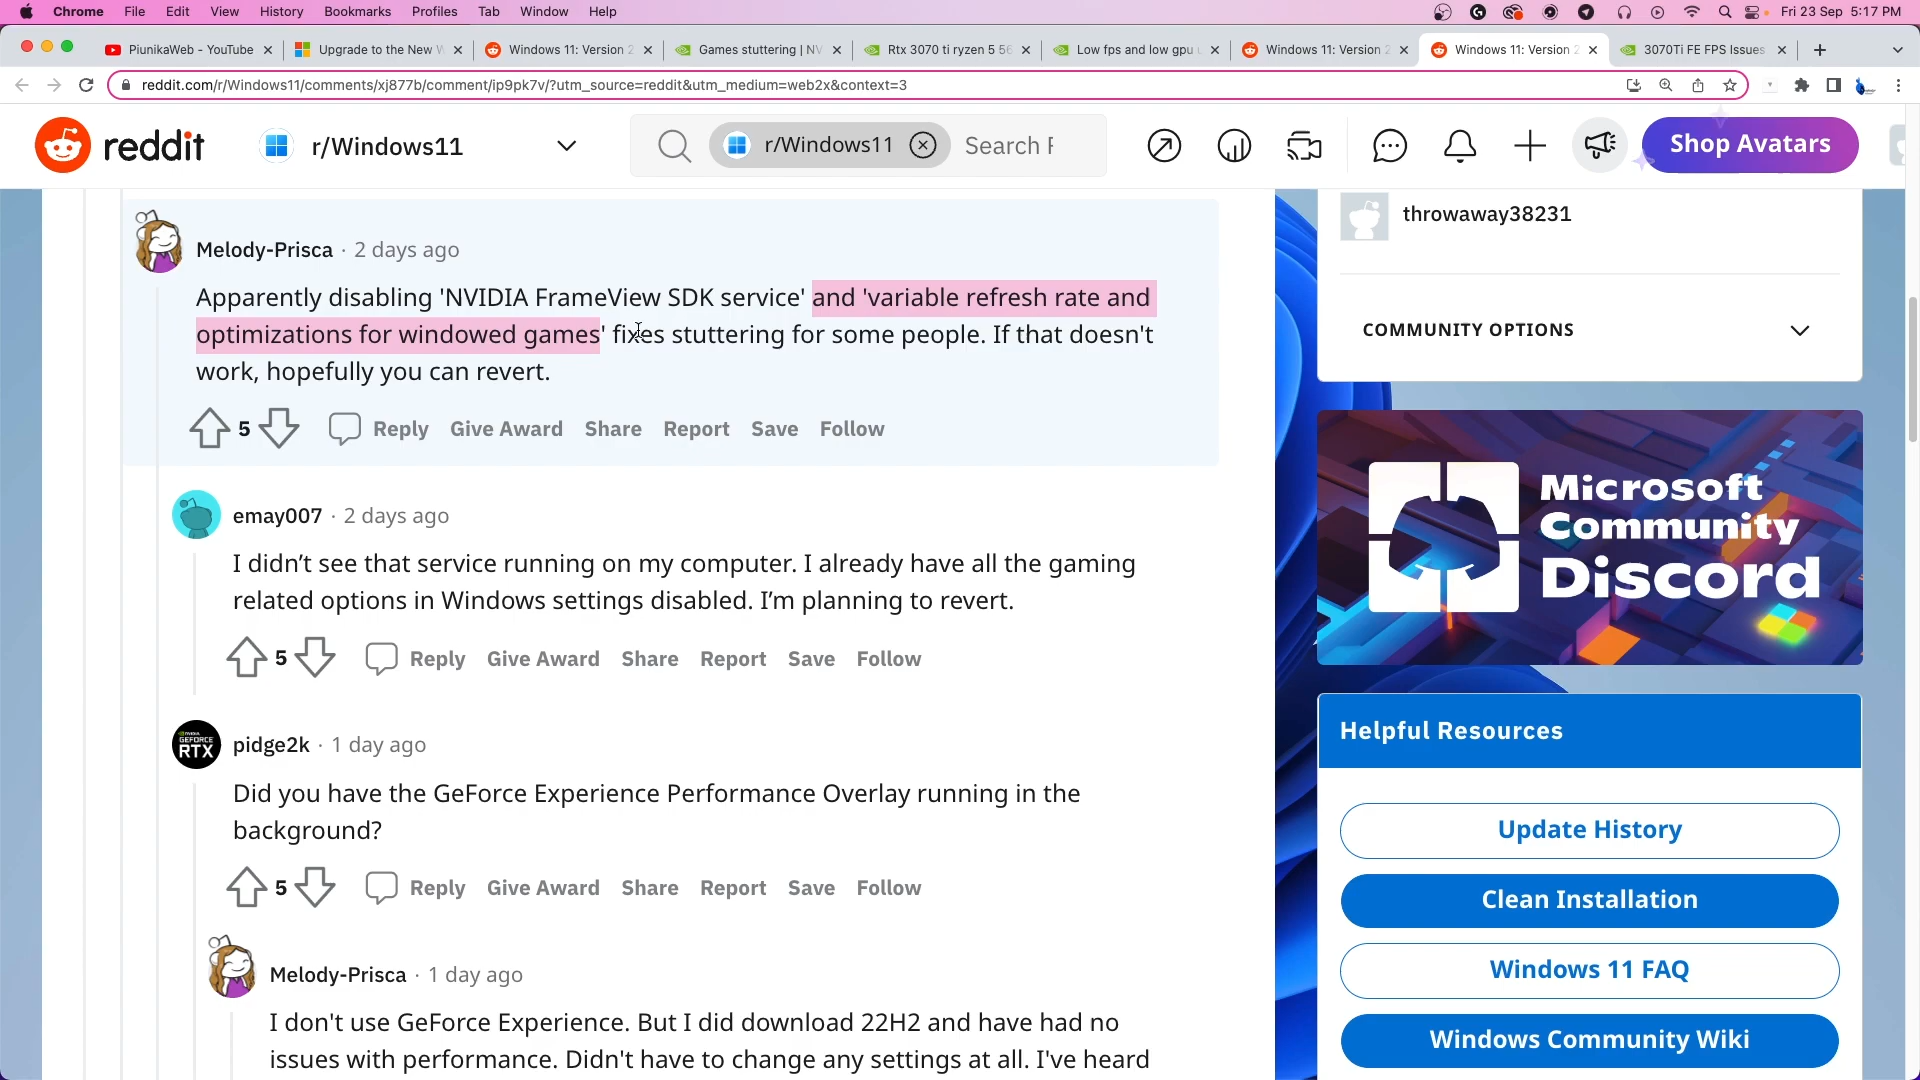 Chrome File Edit View History Bookmarks Profiles Tab Window Help
Fri 23 Sep 5:17 PM
PiunikaWeb - YouTube
Upgrade to the New W
Windows 11: Version 2
Games stuttering | NV
Rtx 3070 ti ryzen 5 56
Low fps and low gpu u
Windows 11: Version 2
Windows 11: Version 2
3070Ti FE FPS Issues
reddit.com/r/Windows11/comments/xj877b/comment/ip9pk7v/?utm_source=reddit&utm_medium=web2x&context=3
reddit
r/Windows11
r/Windows11
Search
Shop Avatars
Melody-Prisca · 2 days ago
Apparently disabling 'NVIDIA FrameView SDK service' and 'variable refresh rate and
optimizations for windowed games' fixes stuttering for some people. If that doesn't
work, hopefully you can revert.
5
Reply Give Award Share Report Save Follow
emay007 · 2 days ago
I didn’t see that service running on my computer. I already have all the gaming
related options in Windows settings disabled. I’m planning to revert.
5
Reply Give Award Share Report Save Follow
GEFORCE
RTX
pidge2k · 1 day ago
Did you have the GeForce Experience Performance Overlay running in the
background?
5
Reply Give Award Share Report Save Follow
Melody-Prisca · 1 day ago
I don't use GeForce Experience. But I did download 22H2 and have had no
issues with performance. Didn't have to change any settings at all. I've heard
throwaway38231
COMMUNITY OPTIONS
Microsoft
Community
Discord
Helpful Resources
Update History
Clean Installation
Windows 11 FAQ
Windows Community Wiki